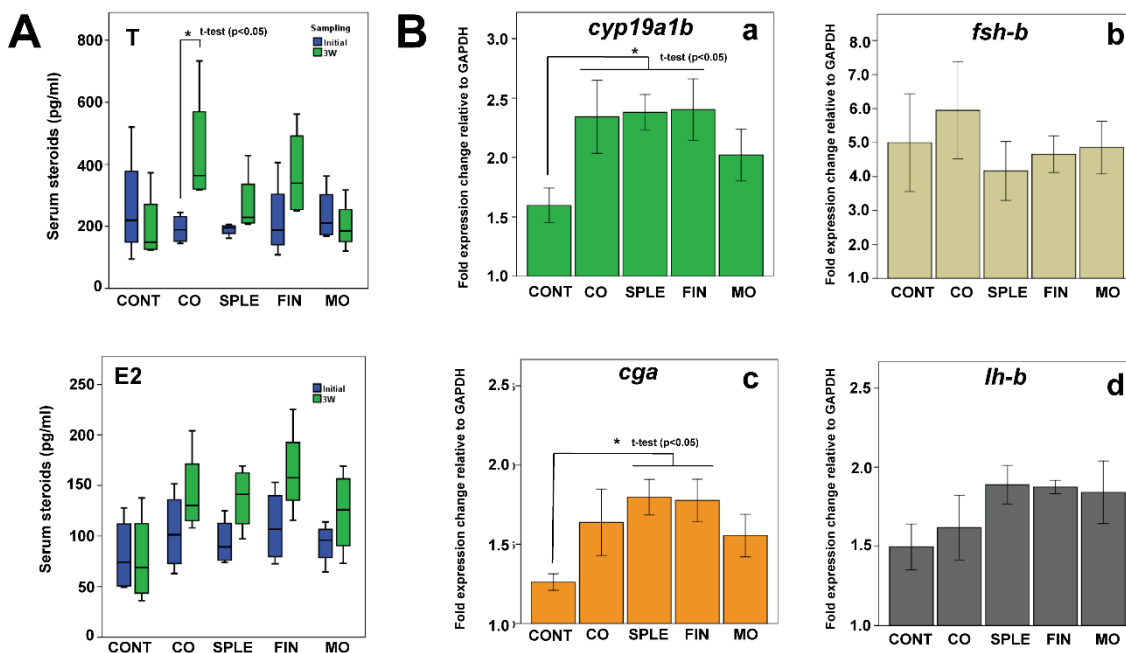 A
T
Sampling
Initial
3W
* t-test (p<0.05)
Serum steroids (pg/ml)
800
600
400
200
0
CONT CO SPLE FIN MO
E2
Initial
3W
Serum steroids (pg/ml)
250
200
150
100
50
0
CONT CO SPLE FIN MO
B
cyp19a1b
a
*
t-test (p<0.05)
Fold expression change relative to GAPDH
3.0
2.5
2.0
1.5
1.0
CONT CO SPLE FIN MO
fsh-b
b
Fold expression change relative to GAPDH
8.0
7.0
6.0
5.0
4.0
3.0
2.0
1.0
CONT CO SPLE FIN MO
cga
c
* t-test (p<0.05)
Fold expression change relative to GAPDH
2.5
2.0
1.5
1.0
CONT CO SPLE FIN MO
lh-b
d
Fold expression change relative to GAPDH
2.5
2.0
1.5
1.0
CONT CO SPLE FIN MO